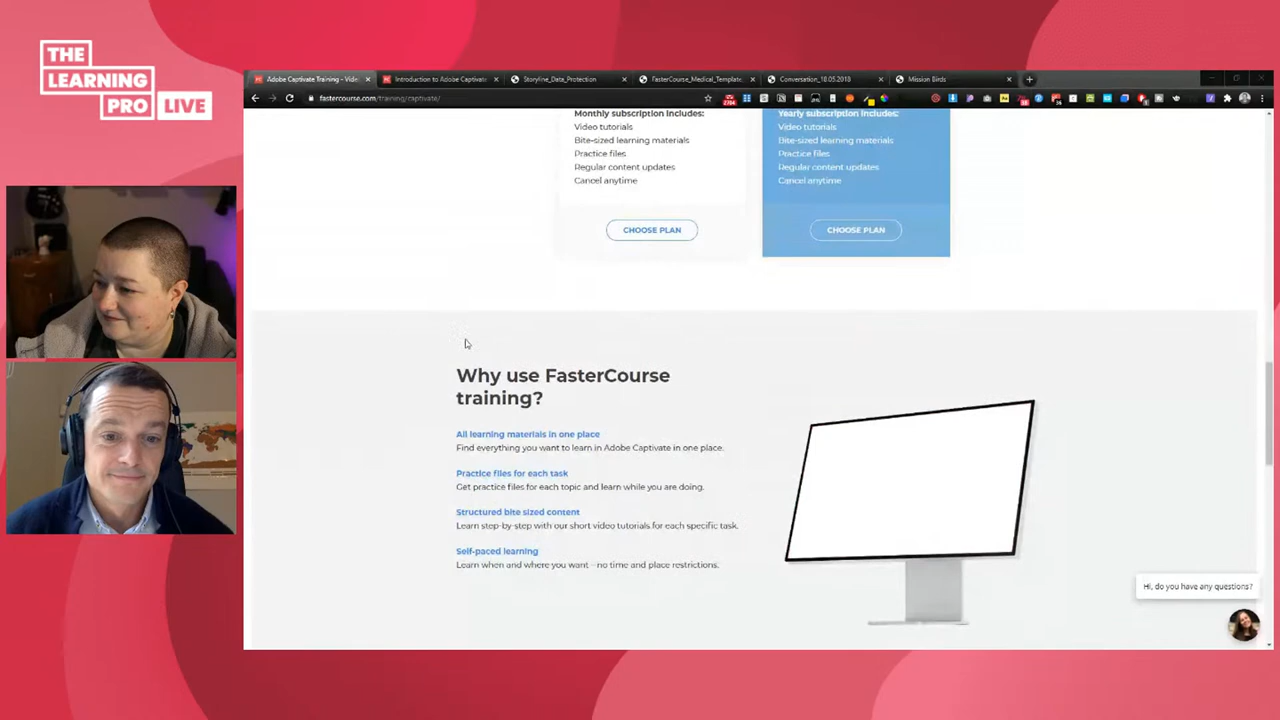 THE
LEARNING
PRO LIVE
Adobe Captivate Training - Vide
Introduction to Adobe Captivate
Storyline_Data_Protection
FasterCourse_Medical_Template
Conversation_18.05.2018
Mission Birds
fastercourse.com/training/captivate/
Monthly subscription includes:
Video tutorials
Bite-sized learning materials
Practice files
Regular content updates
Cancel anytime
CHOOSE PLAN
Yearly subscription includes:
Video tutorials
Bite-sized learning materials
Practice files
Regular content updates
Cancel anytime
CHOOSE PLAN
Why use FasterCourse
training?
All learning materials in one place
Find everything you want to learn in Adobe Captivate in one place.
Practice files for each task
Get practice files for each topic and learn while you are doing.
Structured bite sized content
Learn step-by-step with our short video tutorials for each specific task.
Self-paced learning
Learn when and where you want – no time and place restrictions.
Hi, do you have any questions?